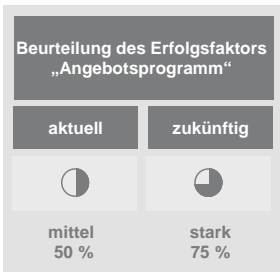 Beurteilung des Erfolgsfaktors
„Angebotsprogramm“
aktuell zukünftig
mittel stark
50 % 75 %